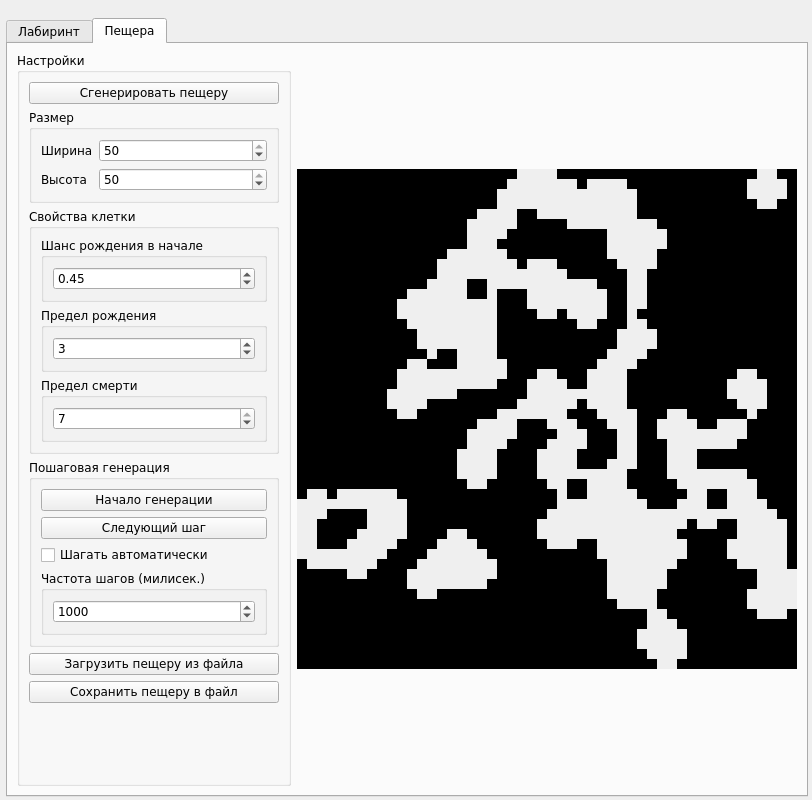 Лабиринт
Пещера
Настройки
Сгенерировать пещеру
Размер
Ширина 50
Высота 50
Свойства клетки
Шанс рождения в начале
0.45
Предел рождения
3
Предел смерти
7
Пошаговая генерация
Начало генерации
Следующий шаг
Шагать автоматически
Частота шагов (милисек.)
1000
Загрузить пещеру из файла
Сохранить пещеру в файл